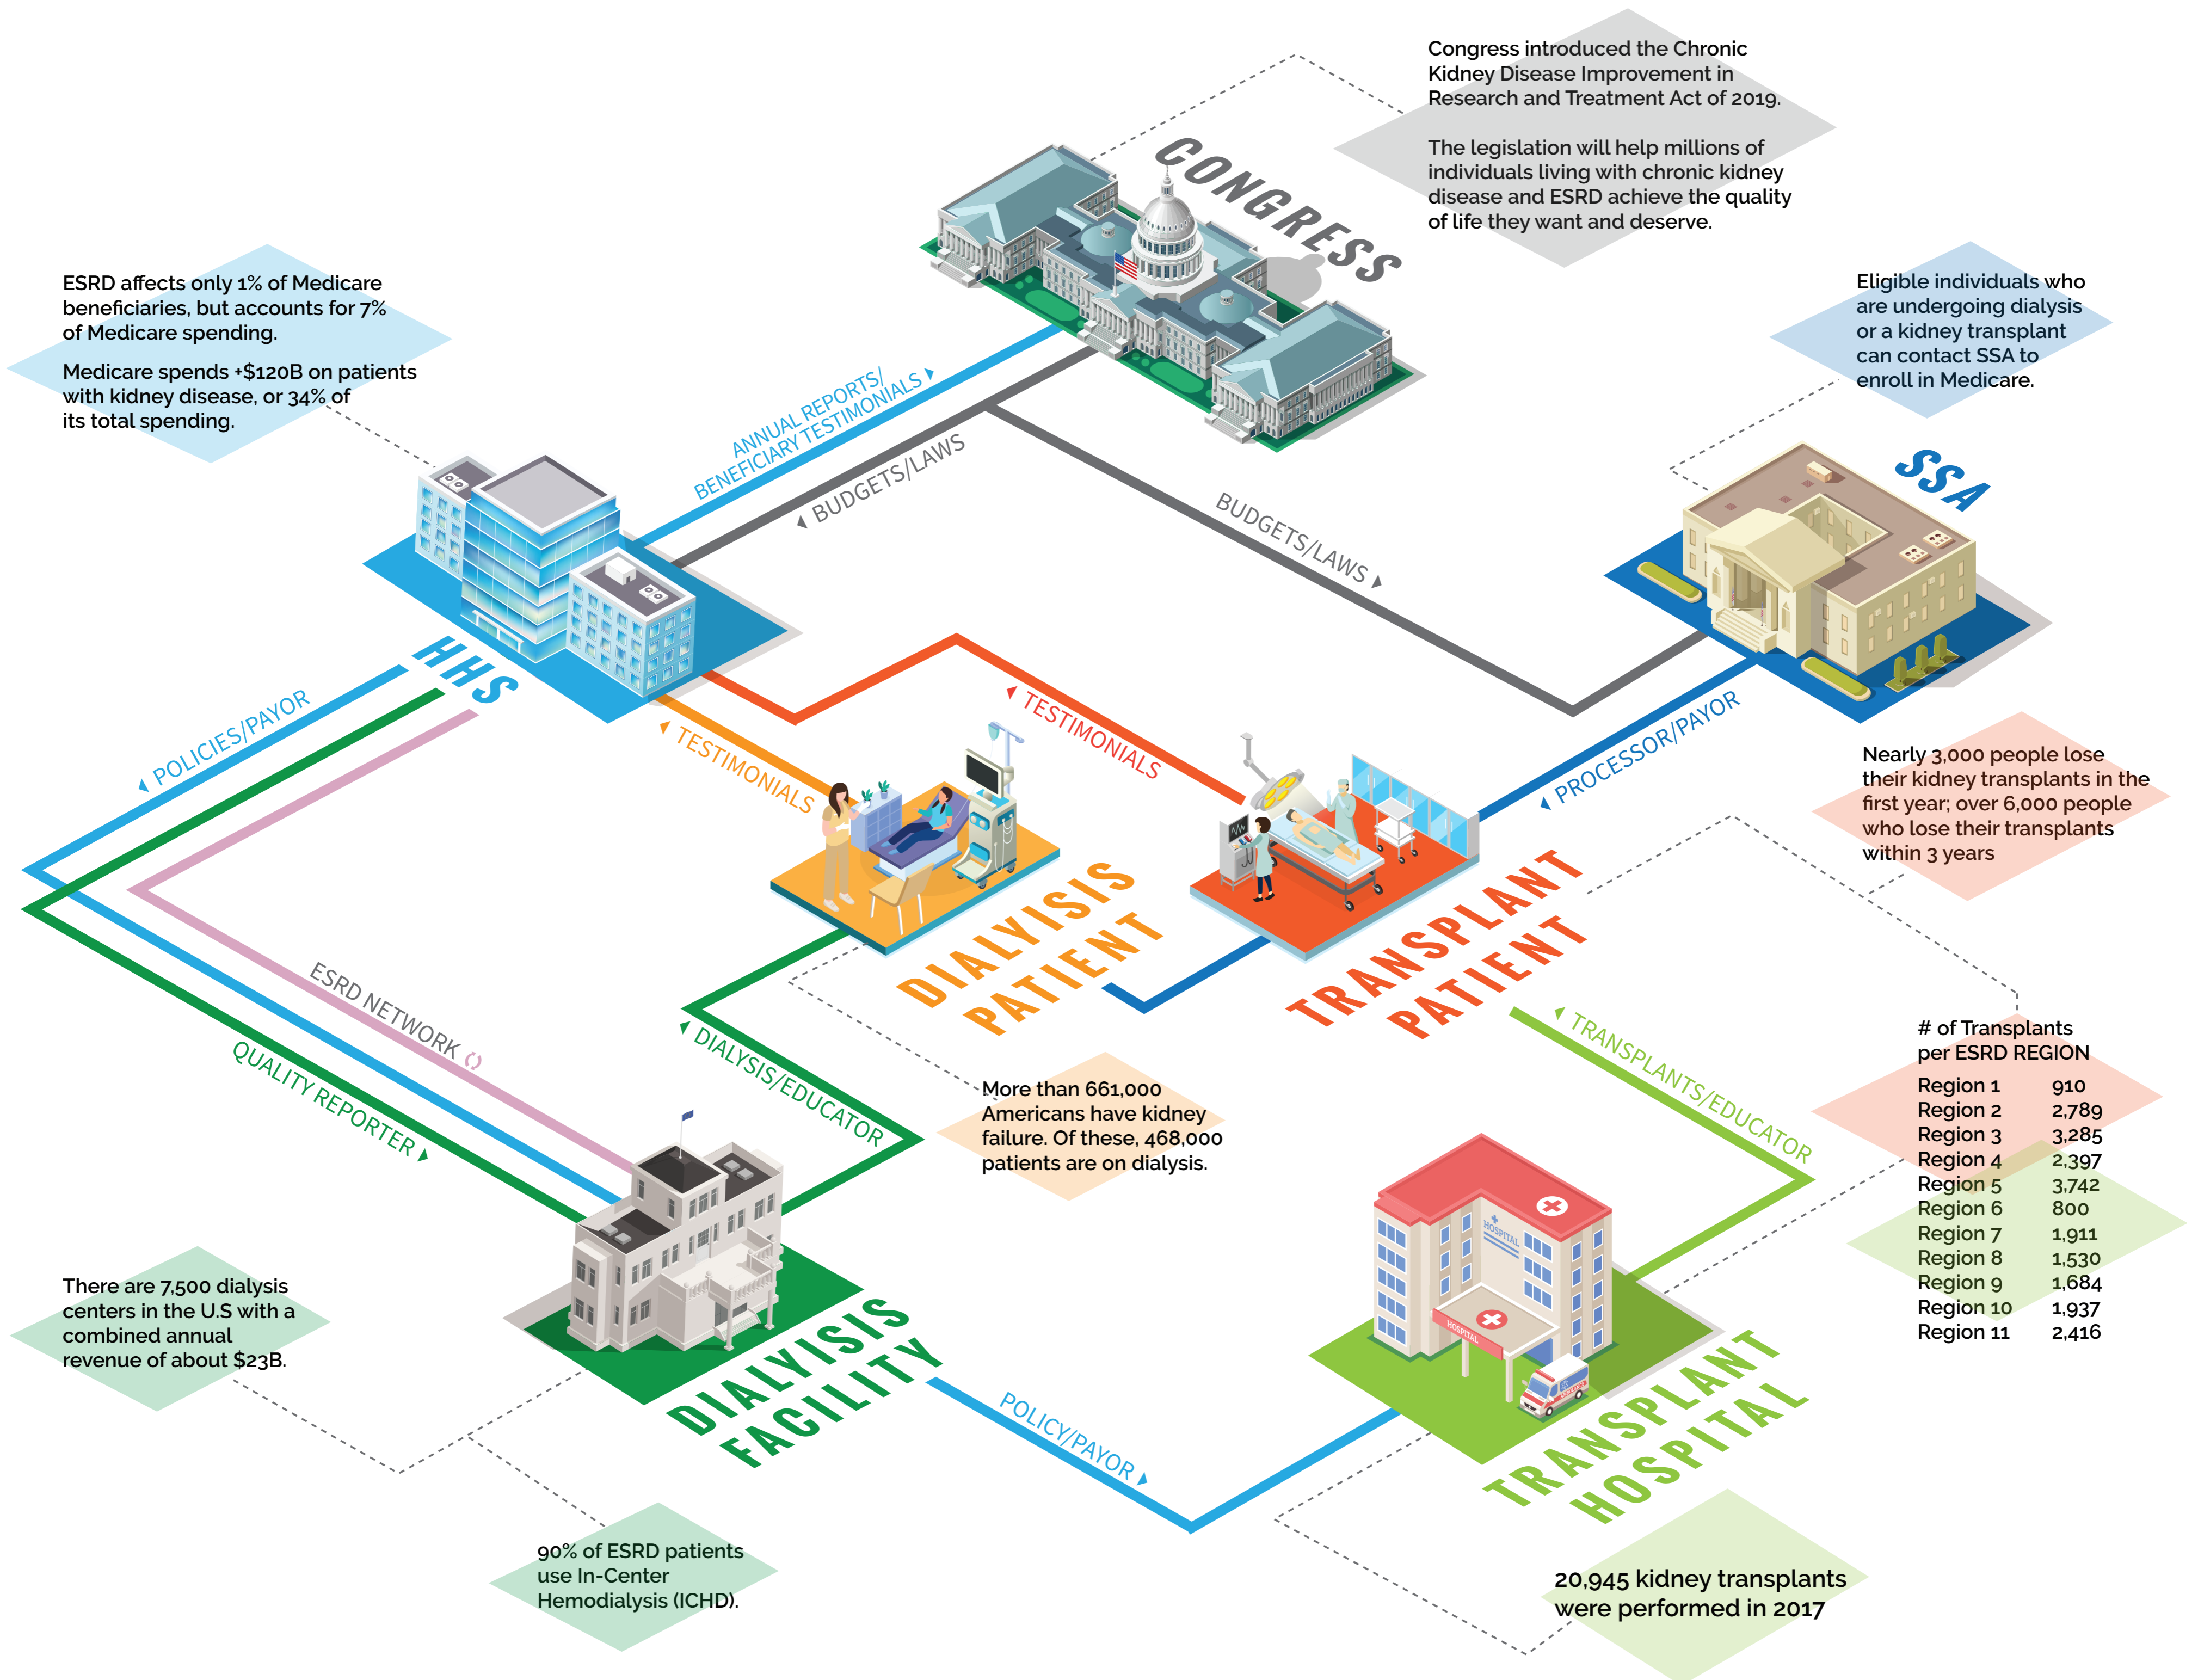 Congress introduced the Chronic
Kidney Disease Improvement in
Research and Treatment Act of 2019.
The legislation will help millions of
individuals living with chronic kidney
disease and ESRD achieve the quality
of life they want and deserve.
CONGRESS
ESRD affects only 1% of Medicare
beneficiaries, but accounts for 7%
of Medicare spending.
Medicare spends +$120B on patients
with kidney disease, or 34% of
its total spending.
Eligible individuals who
are undergoing dialysis
or a kidney transplant
can contact SSA to
enroll in Medicare.
ANNUAL REPORTS/
BENEFICIARY TESTIMONIALS
BUDGETS/LAWS
BUDGETS/LAWS
SSA
HHS
POLICIES/PAYOR
TESTIMONIALS
TESTIMONIALS
PROCESSOR/PAYOR
Nearly 3,000 people lose
their kidney transplants in the
first year; over 6,000 people
who lose their transplants
within 3 years
DIALYISIS
PATIENT
TRANSPLANT
PATIENT
ESRD NETWORK
QUALITY REPORTER
DIALYSIS/EDUCATOR
TRANSPLANTS/EDUCATOR
More than 661,000
Americans have kidney
failure. Of these, 468,000
patients are on dialysis.
# of Transplants
per ESRD REGION
Region 1 910
Region 2 2,789
Region 3 3,285
Region 4 2,397
Region 5 3,742
Region 6 800
Region 7 1,911
Region 8 1,530
Region 9 1,684
Region 10 1,937
Region 11 2,416
HOSPITAL
HOSPITAL
AMBULANCE
There are 7,500 dialysis
centers in the U.S with a
combined annual
revenue of about $23B.
DIALYISIS
FACILITY
POLICY/PAYOR
TRANSPLANT
HOSPITAL
90% of ESRD patients
use In-Center
Hemodialysis (ICHD).
20,945 kidney transplants
were performed in 2017